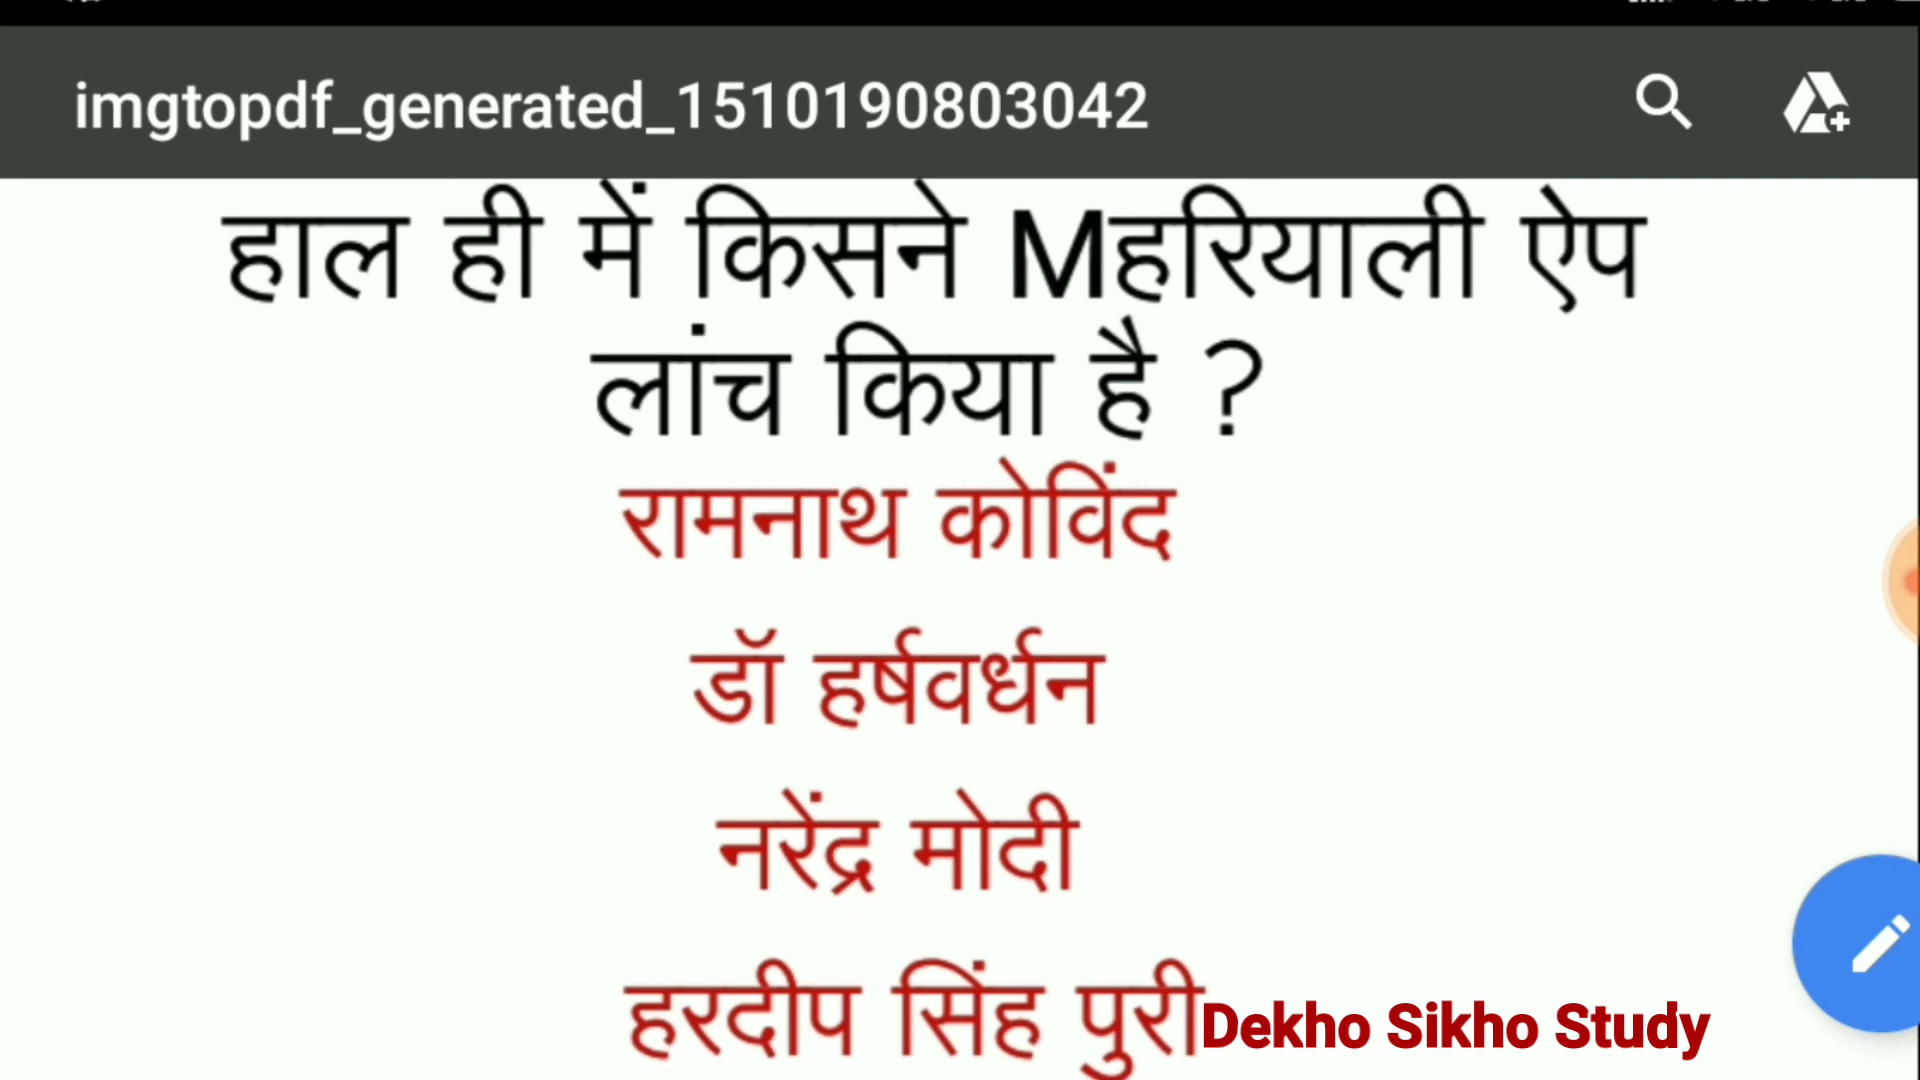 imgtopdf_generated_1510190803042
हाल ही में किसने Mहरियाली ऐप
लांच किया है ?
रामनाथ कोविंद
डॉ हर्षवर्धन
नरेंद्र मोदी
हरदीप सिंह पुरी
Dekho Sikho Study